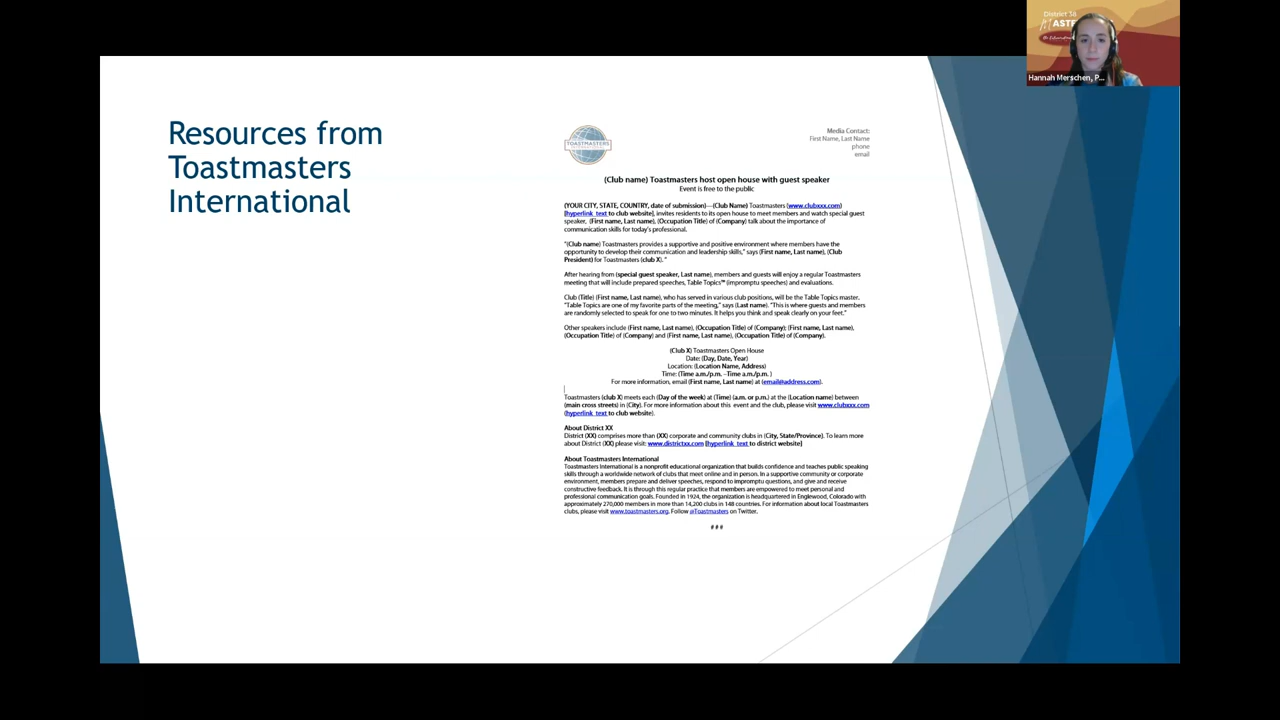 District 38
Hannah Merschen, P...
Resources from
Toastmasters
International
TOASTMASTERS
INTERNATIONAL
Media Contact:
First Name, Last Name
phone
email
(Club name) Toastmasters host open house with guest speaker
Event is free to the public
(YOUR CITY, STATE, COUNTRY, date of submission)—(Club Name) Toastmasters (www.clubxxx.com)
[hyperlink text to club website], invites residents to its open house to meet members and watch special guest
speaker, (First name, Last name), (Occupation Title) of (Company) talk about the importance of
communication skills for today's professional.
"(Club name) Toastmasters provides a supportive and positive environment where members have the
opportunity to develop their communication and leadership skills," says (First name, Last name), (Club
President) for Toastmasters (club X). "
After hearing from (special guest speaker, Last name), members and guests will enjoy a regular Toastmasters
meeting that will include prepared speeches, Table Topics™ (impromptu speeches) and evaluations.
Club (Title) (First name, Last name), who has served in various club positions, will be the Table Topics master.
"Table Topics are one of my favorite parts of the meeting," says (Last name). "This is where guests and members
are randomly selected to speak for one to two minutes. It helps you think and speak clearly on your feet."
Other speakers include (First name, Last name), (Occupation Title) of (Company); (First name, Last name),
(Occupation Title) of (Company) and (First name, Last name), (Occupation Title) of (Company).
(Club X) Toastmasters Open House
Date: (Day, Date, Year)
Location: (Location Name, Address)
Time: (Time a.m./p.m. –Time a.m./p.m. )
For more information, email (First name, Last name) at (email@address.com).
Toastmasters (club X) meets each (Day of the week) at (Time) (a.m. or p.m.) at the (Location name) between
(main cross streets) in (City). For more information about this event and the club, please visit www.clubxxx.com
(hyperlink text to club website).
About District XX
District (XX) comprises more than (XX) corporate and community clubs in (City, State/Province). To learn more
about District (XX) please visit: www.districtxx.com [hyperlink text to district website]
About Toastmasters International
Toastmasters International is a nonprofit educational organization that builds confidence and teaches public speaking
skills through a worldwide network of clubs that meet online and in person. In a supportive community or corporate
environment, members prepare and deliver speeches, respond to impromptu questions, and give and receive
constructive feedback. It is through this regular practice that members are empowered to meet personal and
professional communication goals. Founded in 1924, the organization is headquartered in Englewood, Colorado with
approximately 270,000 members in more than 14,200 clubs in 148 countries. For information about local Toastmasters
clubs, please visit www.toastmasters.org. Follow @Toastmasters on Twitter.
# # #